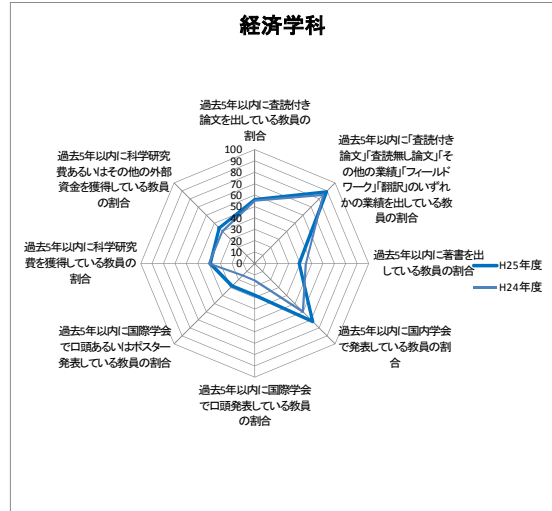 経済学科
過去5年以内に査読付き
論文を出している教員の
割合
過去5年以内に「査読付き
論文」「査読無し論文」「そ
の他の業績」「フィールド
ワーク」「翻訳」のいずれ
かの業績を出している教
員の割合
過去5年以内に著書を出
している教員の割合
過去5年以内に国内学会
で発表している教員の割
合
過去5年以内に国際学会
で口頭発表している教員
の割合
過去5年以内に国際学会
で口頭あるいはポスター
発表している教員の割合
過去5年以内に科学研究
費を獲得している教員の
割合
過去5年以内に科学研究
費あるいはその他の外部
資金を獲得している教員
の割合
100
90
80
70
60
50
40
30
20
10
0
H25年度
H24年度